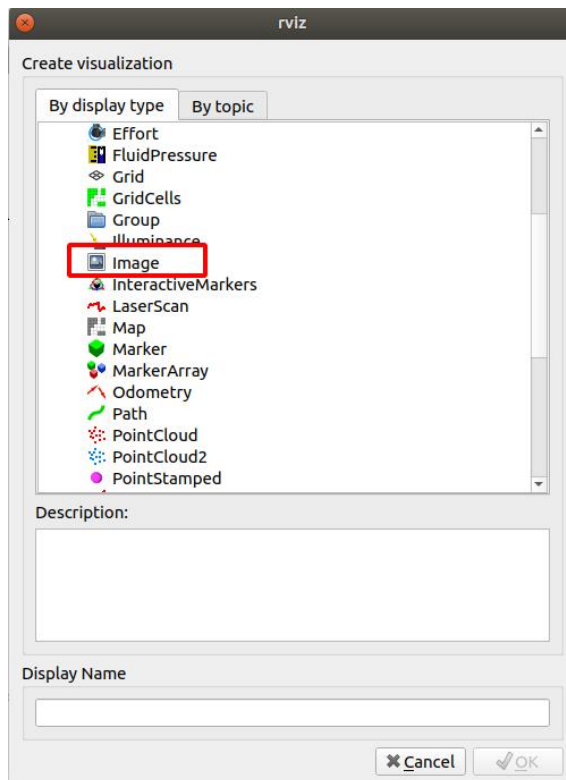 rviz
Create visualization
By display type By topic
Effort
FluidPressure
Grid
GridCells
Group
Illuminance
Image
InteractiveMarkers
LaserScan
Map
Marker
MarkerArray
Odometry
Path
PointCloud
PointCloud2
PointStamped
Description:
Display Name
Cancel OK